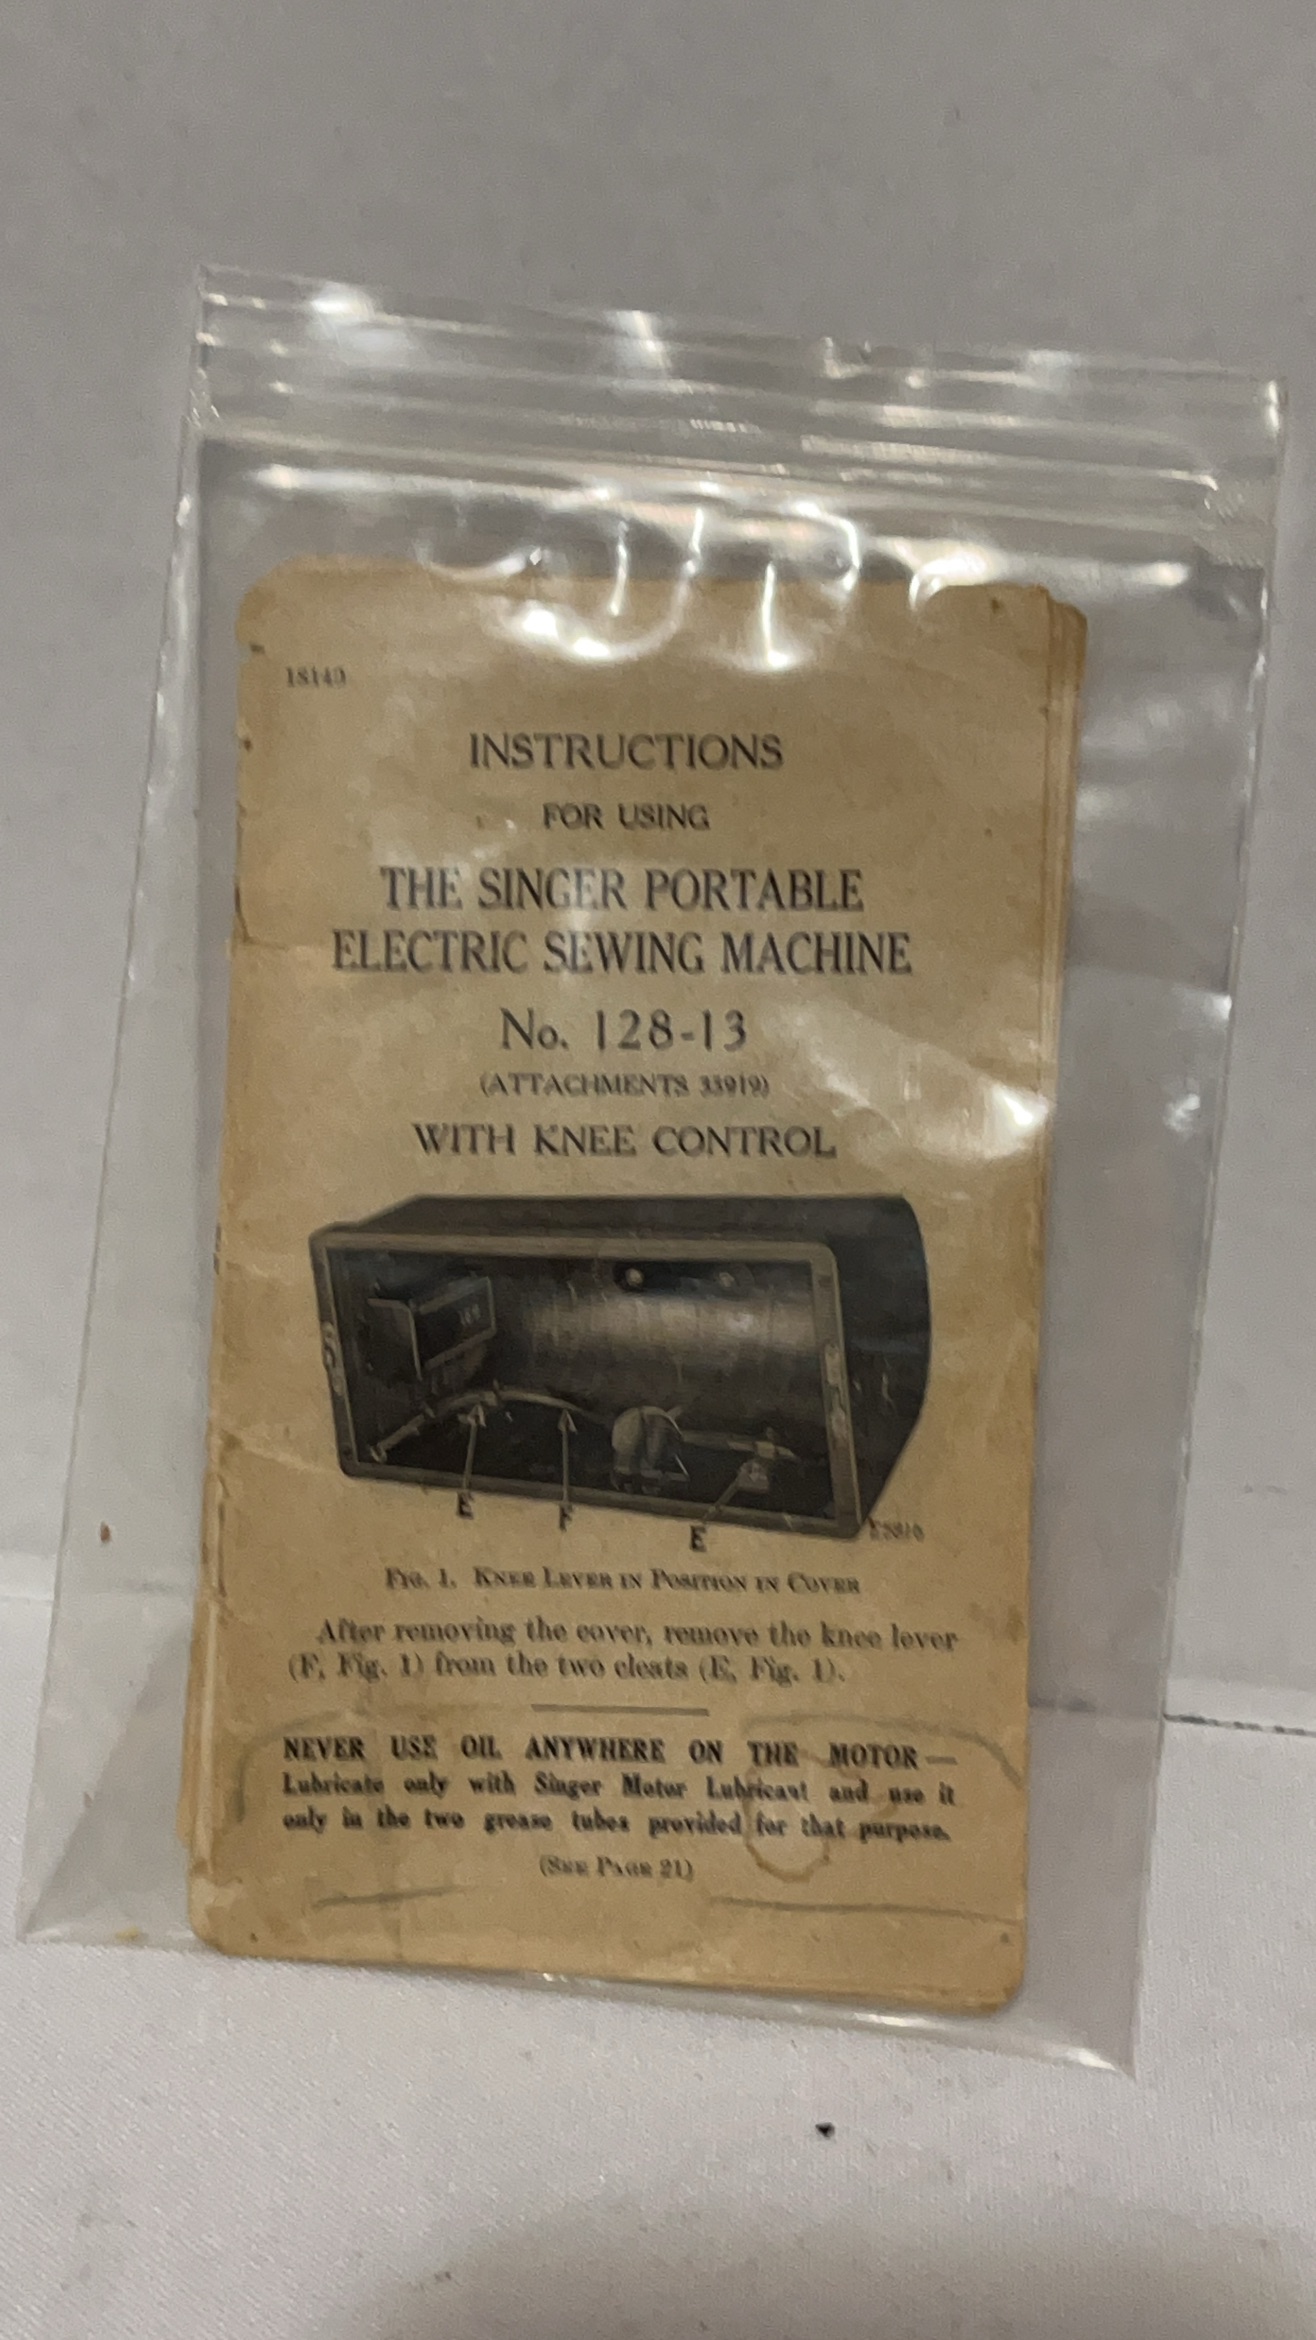 18140
INSTRUCTIONS
FOR USING
THE SINGER PORTABLE
ELECTRIC SEWING MACHINE
No. 128-13
(ATTACHMENTS 33919)
WITH KNEE CONTROL
E
F
E
FIG. 1. KNEE LEVER IN POSITION IN COVER
After removing the cover, remove the knee lever
(F, Fig. 1) from the two cleats (E, Fig. 1).
NEVER USE OIL ANYWHERE ON THE MOTOR—
Lubricate only with Singer Motor Lubricant and use it
only in the two grease tubes provided for that purpose.
(SEE PAGE 21)